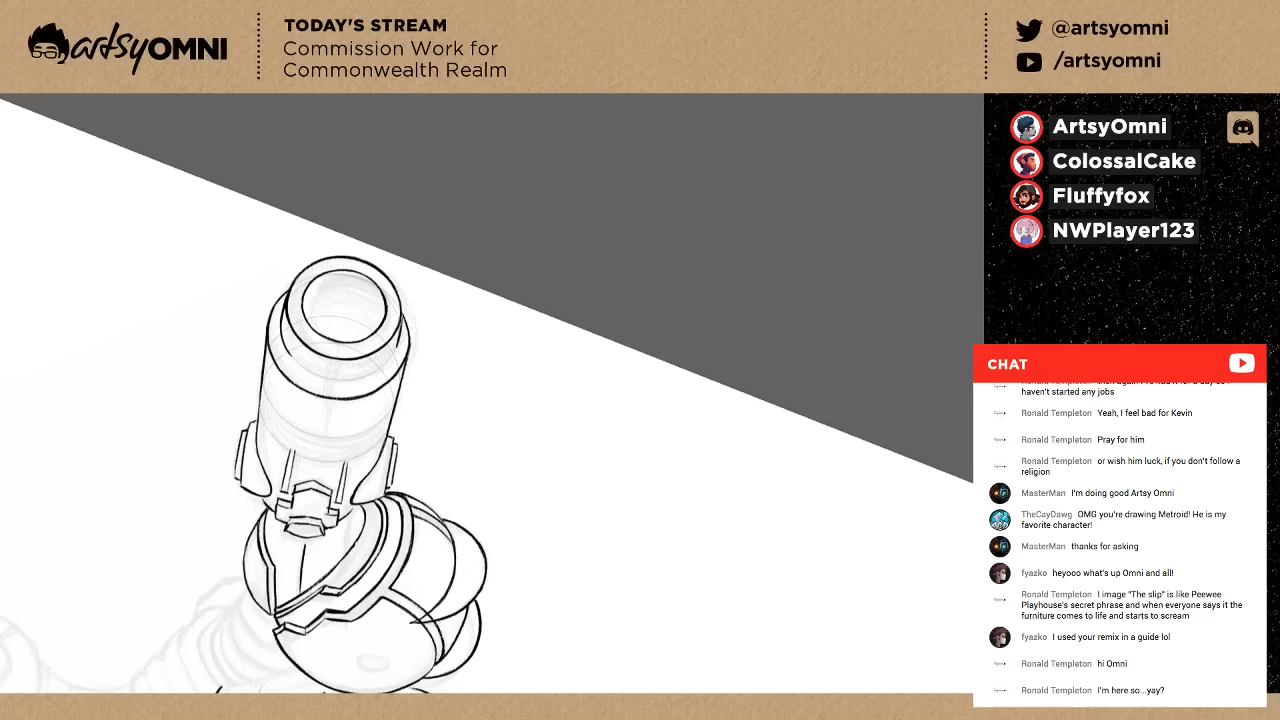 artsyOMNI
TODAY'S STREAM
Commission Work for
Commonwealth Realm
@artsyomni
/artsyomni
ArtsyOmni
ColossalCake
Fluffyfox
NWPlayer123
CHAT
haven't started any jobs
Ronald Templeton Yeah, I feel bad for Kevin
Ronald Templeton Pray for him
Ronald Templeton or wish him luck, if you don't follow a
religion
MasterMan I'm doing good Artsy Omni
TheCayDawg OMG you're drawing Metroid! He is my
favorite character!
MasterMan thanks for asking
fyazko heyooo what's up Omni and all!
Ronald Templeton I image "The slip" is like Peewee
Playhouse's secret phrase and when everyone says it the
furniture comes to life and starts to scream
fyazko I used your remix in a guide lol
Ronald Templeton hi Omni
Ronald Templeton I'm here so...yay?